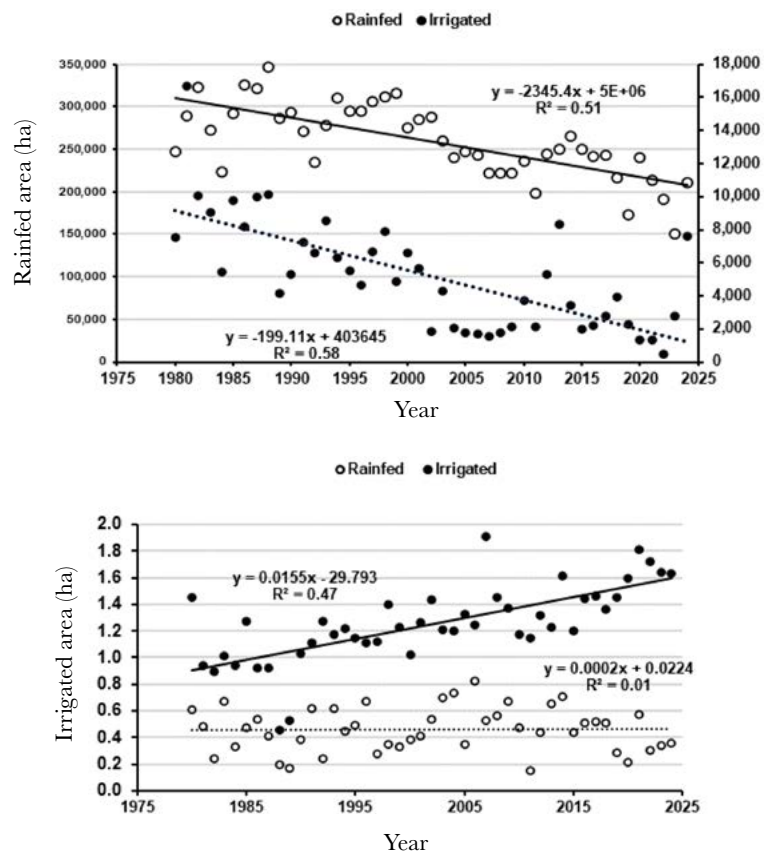 Rainfed Irrigated
350,000
300,000
250,000
200,000
150,000
100,000
50,000
0
18,000
16,000
14,000
12,000
10,000
8,000
6,000
4,000
2,000
0
y = -2345.4x + 5E+06
R² = 0.51
y = -199.11x + 403645
R² = 0.58
1975 1980 1985 1990 1995 2000 2005 2010 2015 2020 2025
Rainfed area (ha)
Year
Rainfed Irrigated
2.0
1.8
1.6
1.4
1.2
1.0
0.8
0.6
0.4
0.2
0.0
y = 0.0155x - 29.793
R² = 0.47
y = 0.0002x + 0.0224
R² = 0.01
1975 1985 1995 2005 2015 2025
Irrigated area (ha)
Year